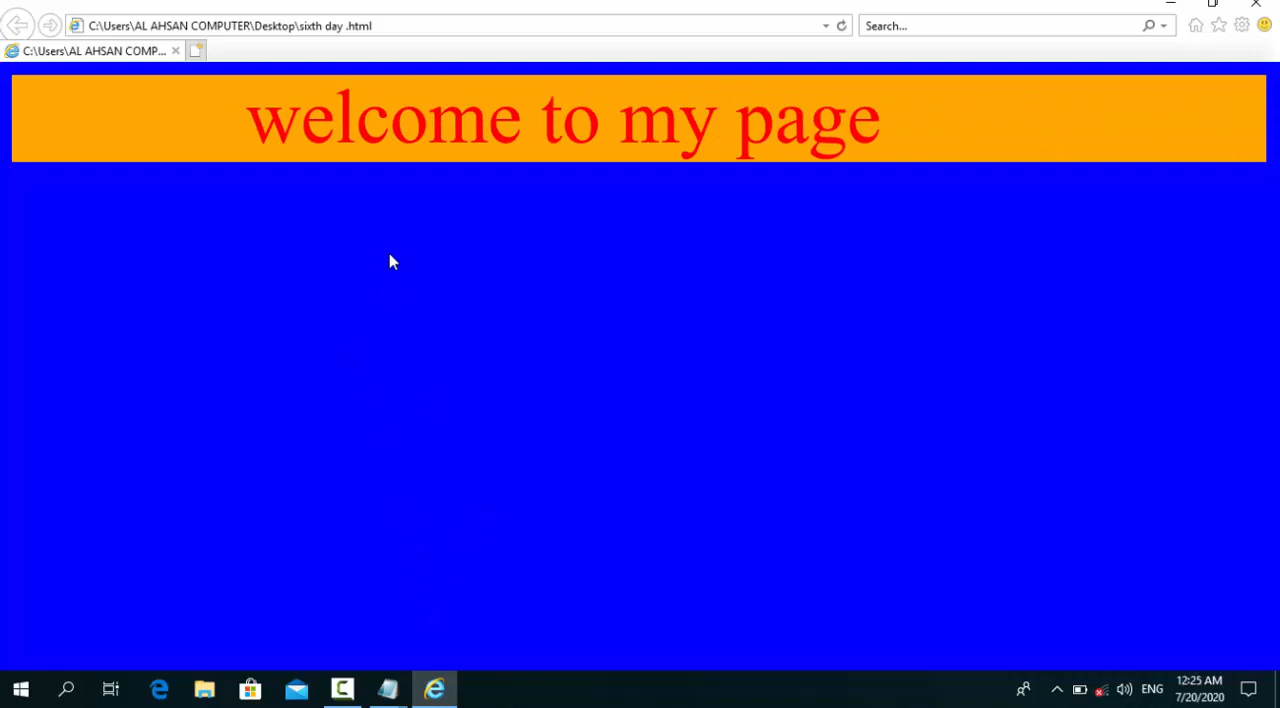 C:\Users\AL AHSAN COMPUTER\Desktop\sixth day .html
Search...
C:\Users\AL AHSAN COMP...
welcome to my page
ENG
12:25 AM
7/20/2020